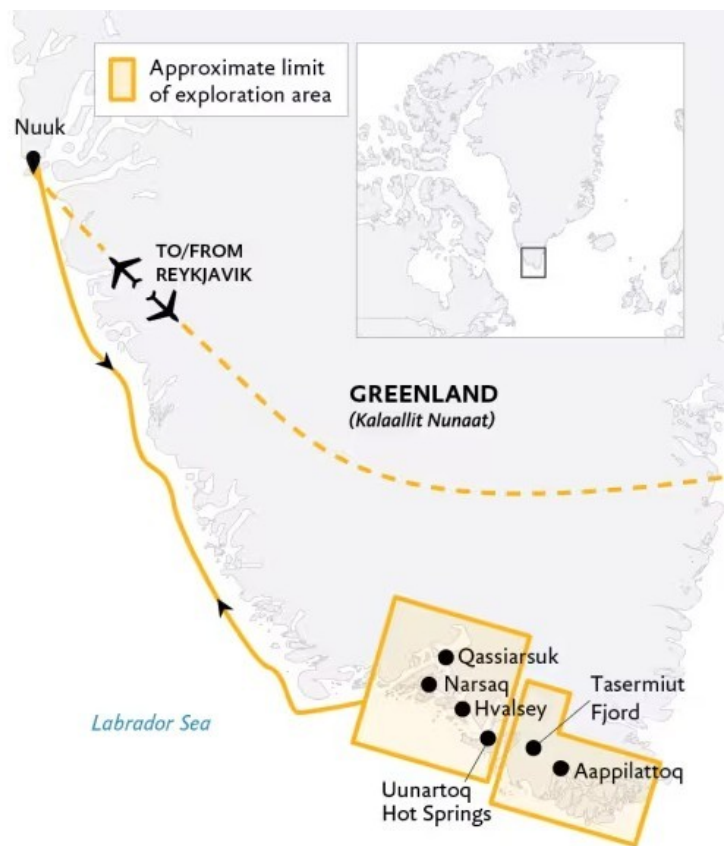 Approximate limit
of exploration area
Nuuk
TO/FROM
REYKJAVIK
GREENLAND
(Kalaallit Nunaat)
Qassiarsuk
Narsaq
Hvalsey
Tasermiut
Fjord
Labrador Sea
Aappilattoq
Uunartoq
Hot Springs